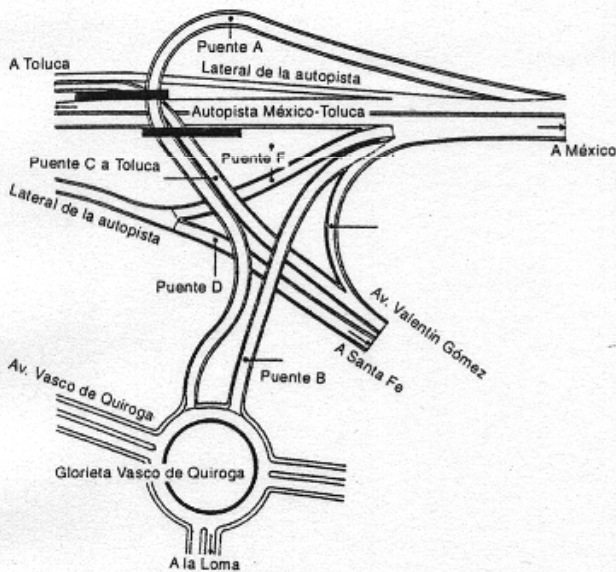 Puente A
A Toluca
Lateral de la autopista
Autopista México-Toluca
A México
Puente C a Toluca
Puente F
Lateral de la autopista
Puente D
Av. Valentín Gómez
A Santa Fe
Puente B
Av. Vasco de Quiroga
Glorieta Vasco de Quiroga
A la Loma